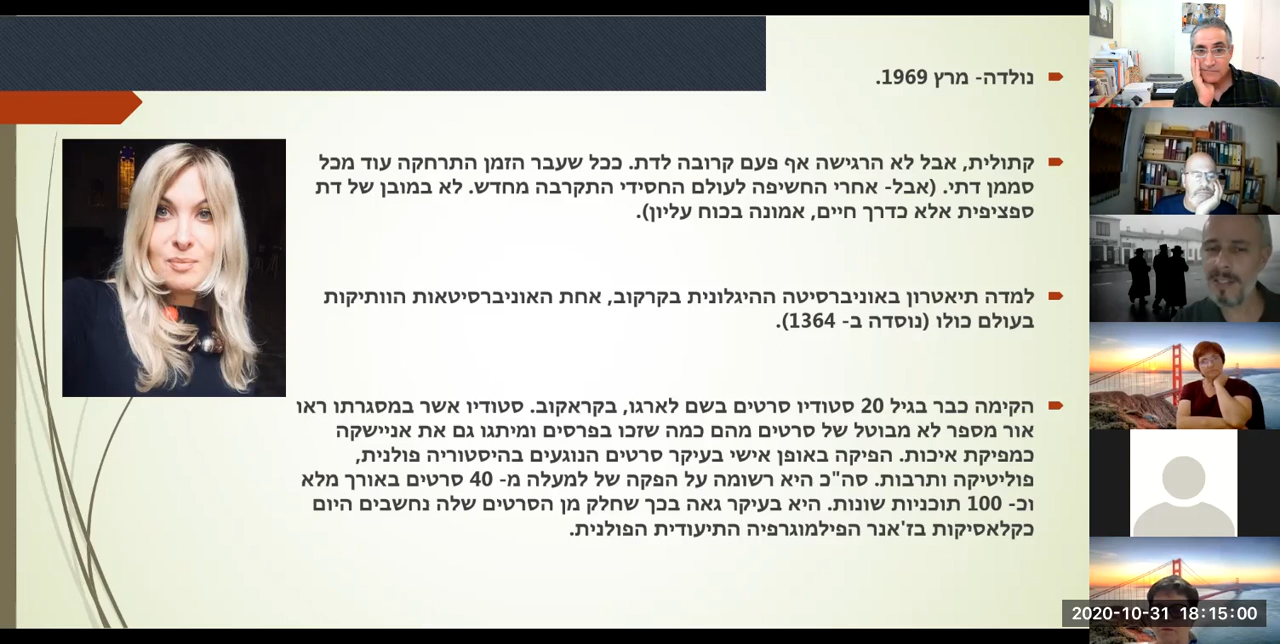 נולדה- מרץ 1969.
קתולית, אבל לא הרגישה אף פעם קרובה לדת. ככל שעבר הזמן התרחקה עוד מכל
סממן דתי. (אבל- אחרי החשיפה לעולם החסידי התקרבה מחדש. לא במובן של דת
ספציפית אלא כדרך חיים, אמונה בכוח עליון).
למדה תיאטרון באוניברסיטה ההיגלונית בקרקוב, אחת האוניברסיטאות הוותיקות
בעולם כולו (נוסדה ב- 1364).
הקימה כבר בגיל 20 סטודיו סרטים בשם לארגו, בקראקוב. סטודיו אשר במסגרתו ראו
אור מספר לא מבוטל של סרטים מהם כמה שזכו בפרסים ומיתגו גם את אניישקה
כמפיקת איכות. הפיקה באופן אישי בעיקר סרטים הנוגעים בהיסטוריה פולנית,
פוליטיקה ותרבות. סה"כ היא רשומה על הפקה של למעלה מ- 40 סרטים באורך מלא
וכ- 100 תוכניות שונות. היא בעיקר גאה בכך שחלק מן הסרטים שלה נחשבים היום
כקלאסיקות בז'אנר הפילמוגרפיה התיעודית הפולנית.
2020-10-31 18:15:00